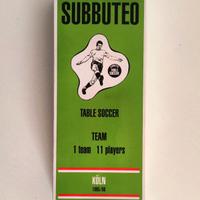 SUBBUTEO
TABLE SOCCER
TEAM
1 team 11 players
KÖLN